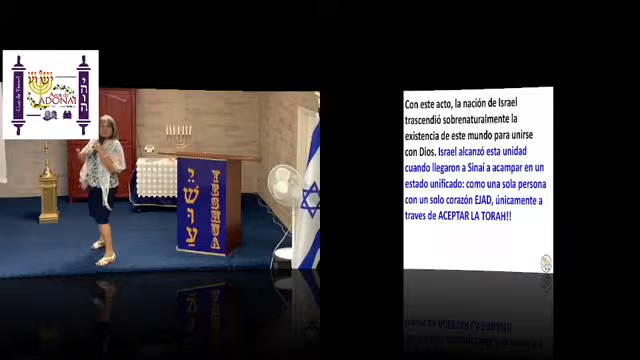 ישוע
ADONAI
יהוה
יֵשׁוּעַ
YESHUA
Con este acto, la nación de Israel
trascendió sobrenaturalmente la
existencia de este mundo para unirse
con Dios. Israel alcanzó esta unidad
cuando llegaron a Sinaí a acampar en un
estado unificado: como una sola persona
con un solo corazón EJAD, únicamente a
traves de ACEPTAR LA TORAH!!